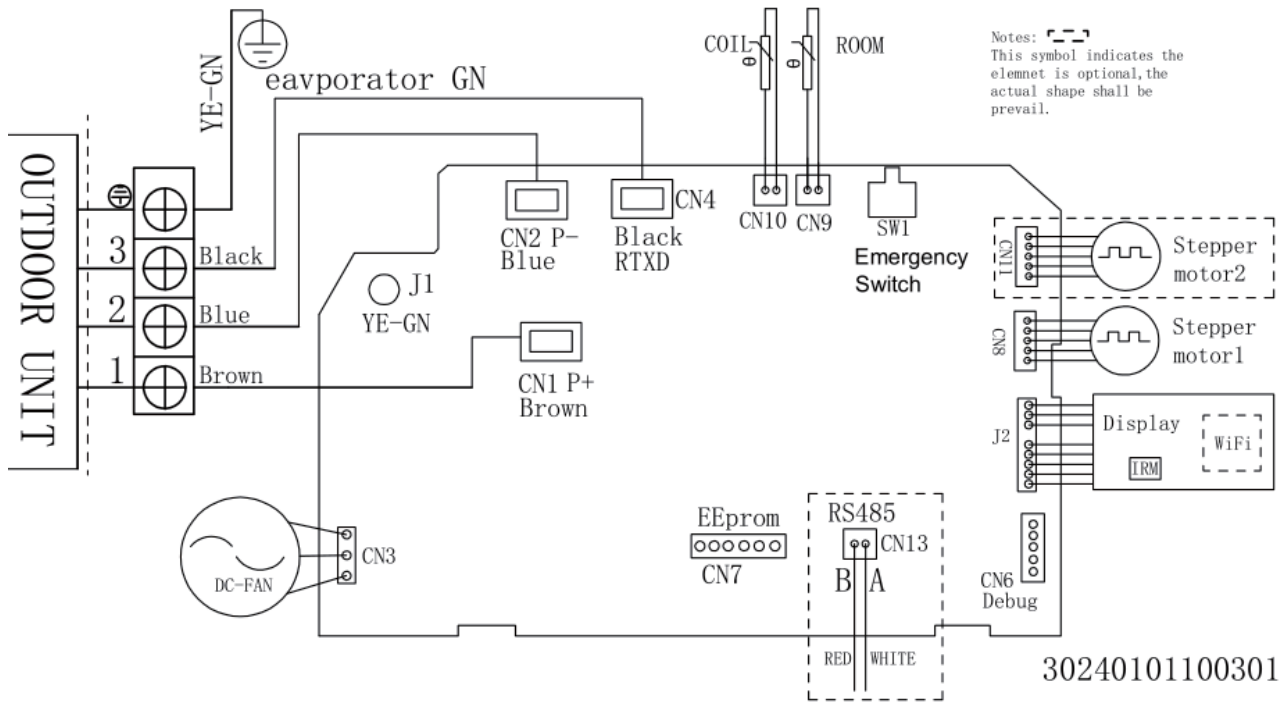 Notes:
This symbol indicates the
elemnet is optional,the
actual shape shall be
prevail.
COIL
θ
θ
ROOM
YE-GN
eavporator GN
OUTDOOR UNIT
3
2
1
Black
Blue
Brown
CN2 P-
Blue
CN4
Black
RTXD
CN10
CN9
SW1
Emergency
Switch
J1
YE-GN
CN1 P+
Brown
CN11
Stepper
motor2
CN8
Stepper
motor1
J2
Display
WiFi
IRM
DC-FAN
CN3
EEprom
CN7
RS485
CN13
B A
RED WHITE
CN6
Debug
30240101100301